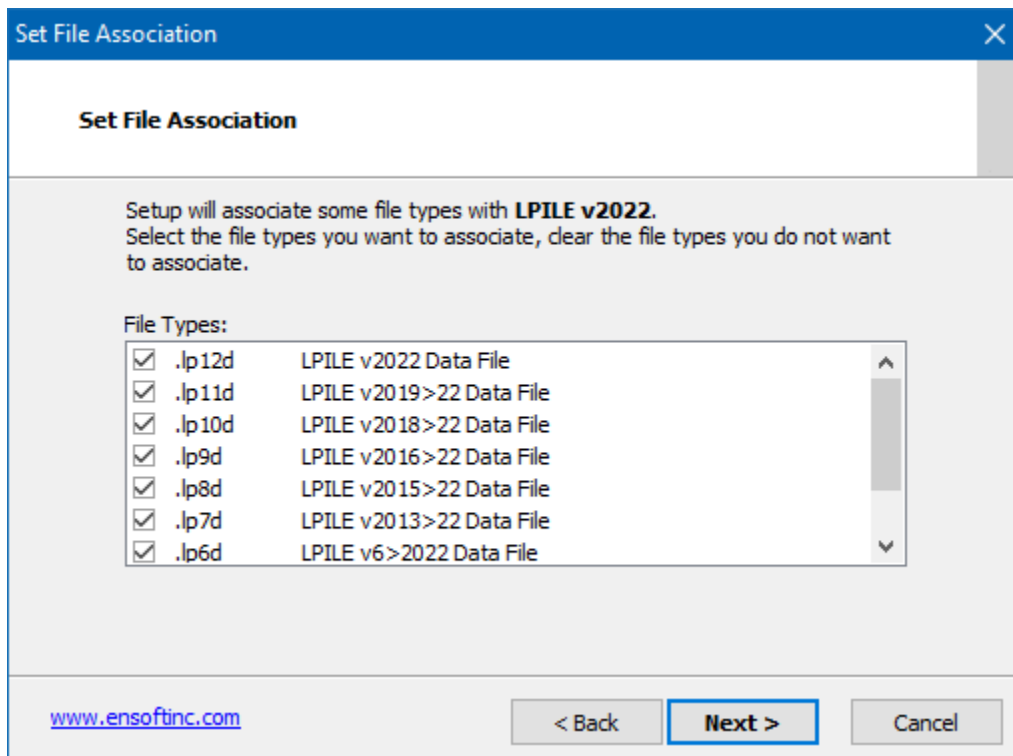 Set File Association
Set File Association
Setup will associate some file types with LPILE v2022.
Select the file types you want to associate, clear the file types you do not want
to associate.
File Types:
.lp12d LPILE v2022 Data File
.lp11d LPILE v2019>22 Data File
.lp10d LPILE v2018>22 Data File
.lp9d LPILE v2016>22 Data File
.lp8d LPILE v2015>22 Data File
.lp7d LPILE v2013>22 Data File
.lp6d LPILE v6>2022 Data File
www.ensoftinc.com < Back Next > Cancel